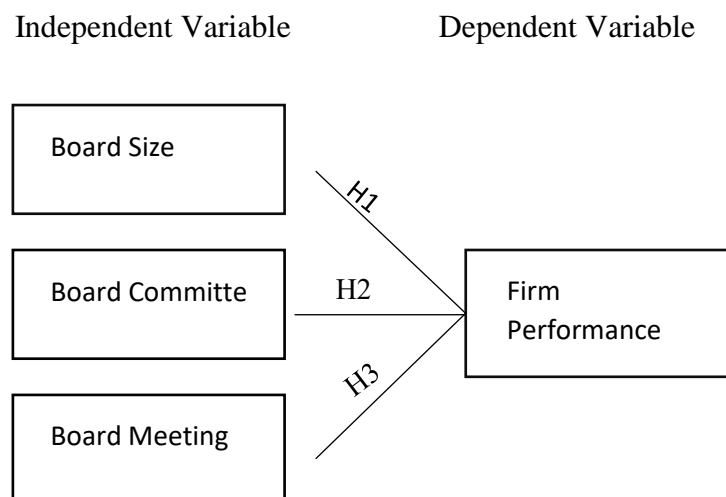 Independent Variable
Dependent Variable
Board Size
H1
Board Committe
H2
Firm
Performance
H3
Board Meeting